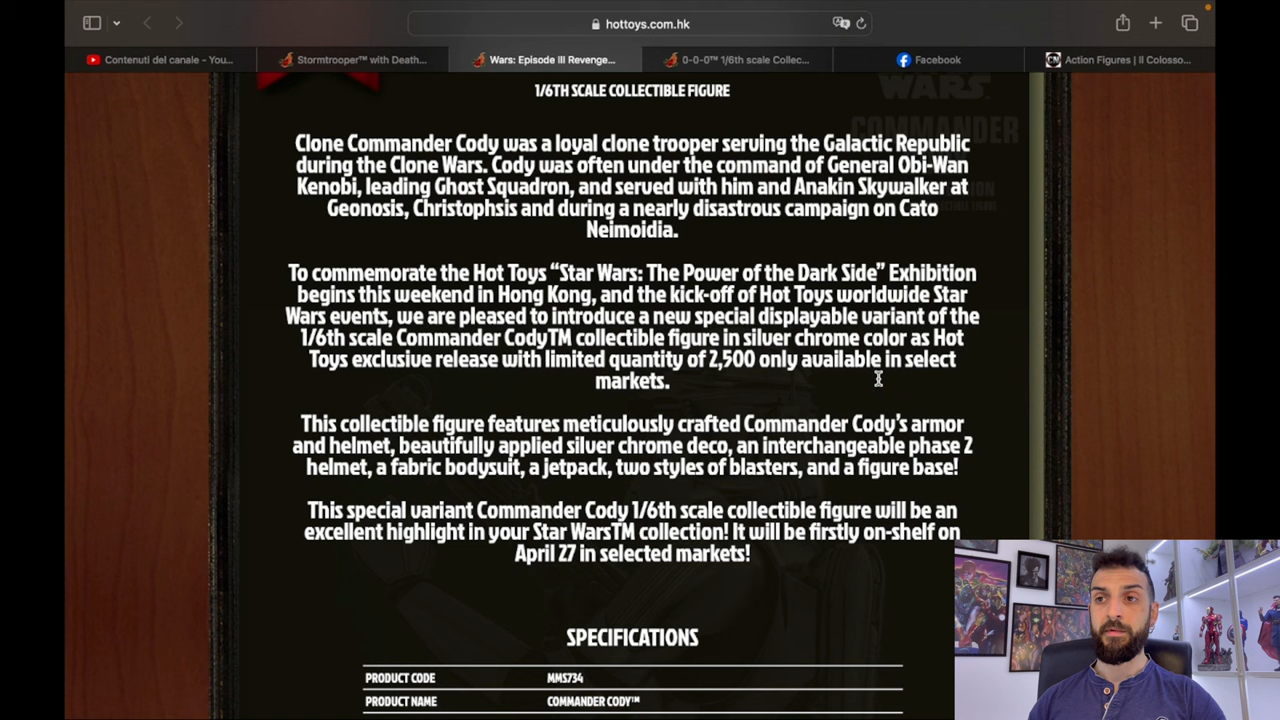 hottoys.com.hk
Contenuti del canale - You...
Stormtrooper™ with Death...
Wars: Episode III Revenge...
0-0-0™ 1/6th scale Collec...
Facebook
Action Figures | Il Colosso...
WARS
COMMANDER
1/6TH SCALE COLLECTIBLE FIGURE
Clone Commander Cody was a loyal clone trooper serving the Galactic Republic
during the Clone Wars. Cody was often under the command of General Obi-Wan
Kenobi, leading Ghost Squadron, and served with him and Anakin Skywalker at
Geonosis, Christophsis and during a nearly disastrous campaign on Cato
Neimoidia.
To commemorate the Hot Toys “Star Wars: The Power of the Dark Side” Exhibition
begins this weekend in Hong Kong, and the kick-off of Hot Toys worldwide Star
Wars events, we are pleased to introduce a new special displayable variant of the
1/6th scale Commander CodyTM collectible figure in silver chrome color as Hot
Toys exclusive release with limited quantity of 2,500 only available in select
markets.
This collectible figure features meticulously crafted Commander Cody’s armor
and helmet, beautifully applied silver chrome deco, an interchangeable phase 2
helmet, a fabric bodysuit, a jetpack, two styles of blasters, and a figure base!
This special variant Commander Cody 1/6th scale collectible figure will be an
excellent highlight in your Star WarsTM collection! It will be firstly on-shelf on
April 27 in selected markets!
SPECIFICATIONS
PRODUCT CODE MMS734
PRODUCT NAME COMMANDER CODY™